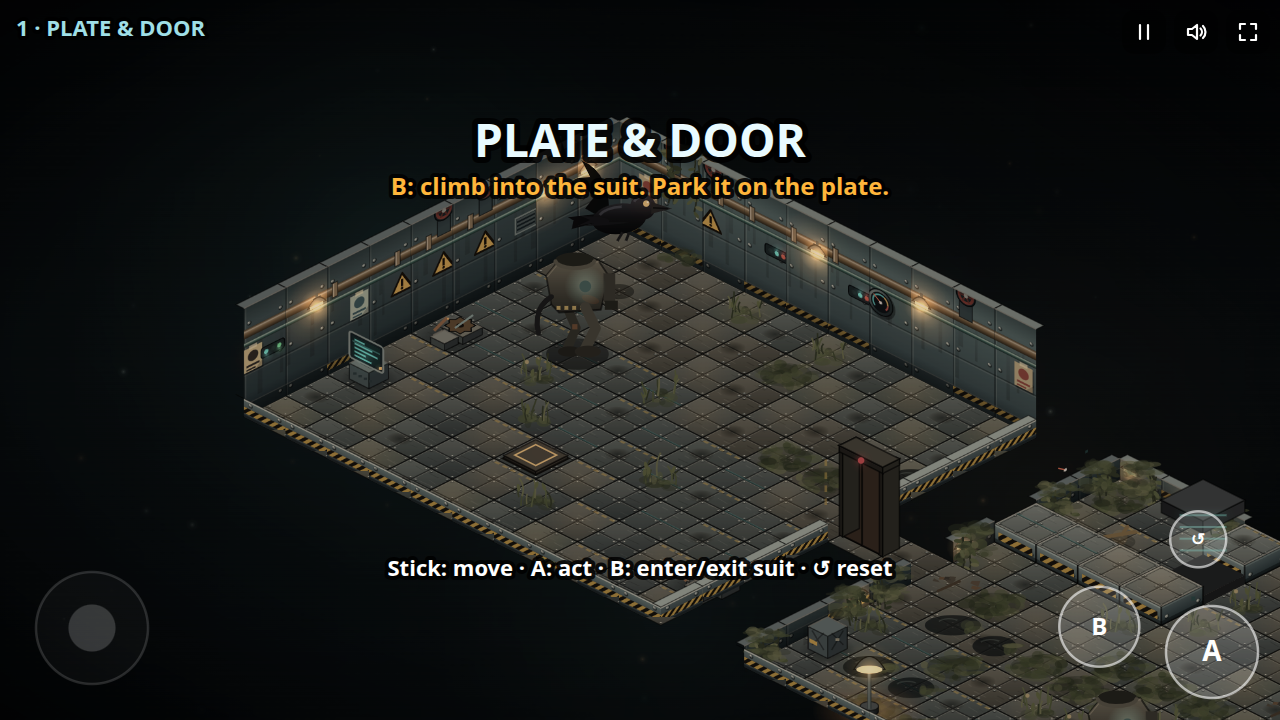 1 · PLATE & DOOR
PLATE & DOOR
B: climb into the suit. Park it on the plate.
Stick: move · A: act · B: enter/exit suit · ↺ reset
↺
B
A